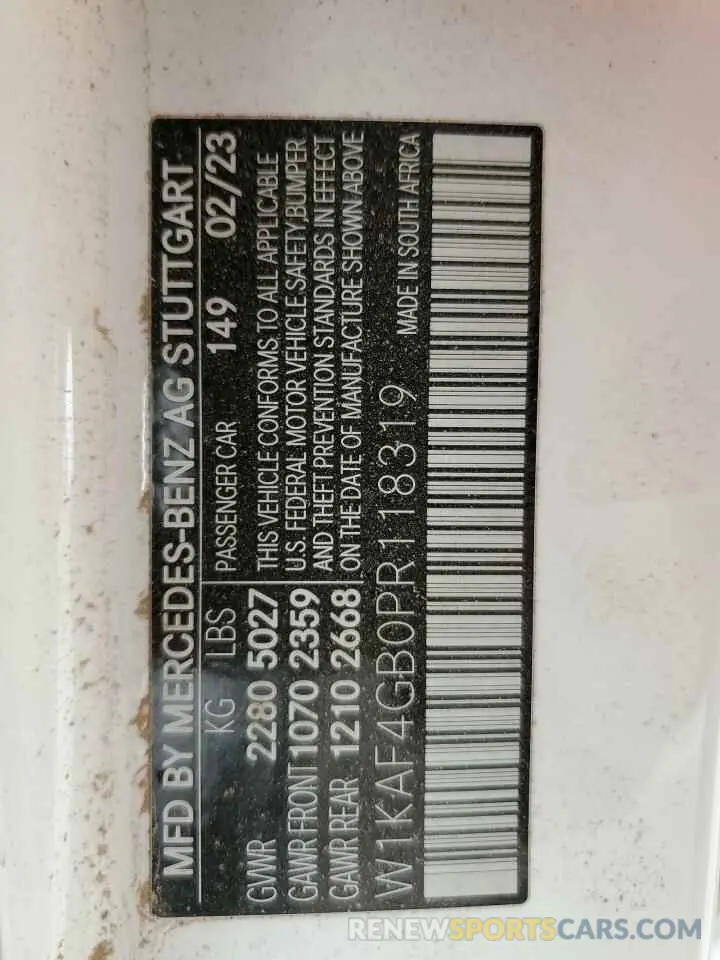 MFD BY MERCEDES-BENZ AG STUTTGART
KG LBS PASSENGER CAR 149 02/23
GVWR 2280 5027
GAWR FRONT 1070 2359
GAWR REAR 1210 2668
THIS VEHICLE CONFORMS TO ALL APPLICABLE
U.S. FEDERAL MOTOR VEHICLE SAFETY, BUMPER,
AND THEFT PREVENTION STANDARDS IN EFFECT
ON THE DATE OF MANUFACTURE SHOWN ABOVE
W1KAF4GB0PR118319 MADE IN SOUTH AFRICA
RENEWSPORTSCARS.COM